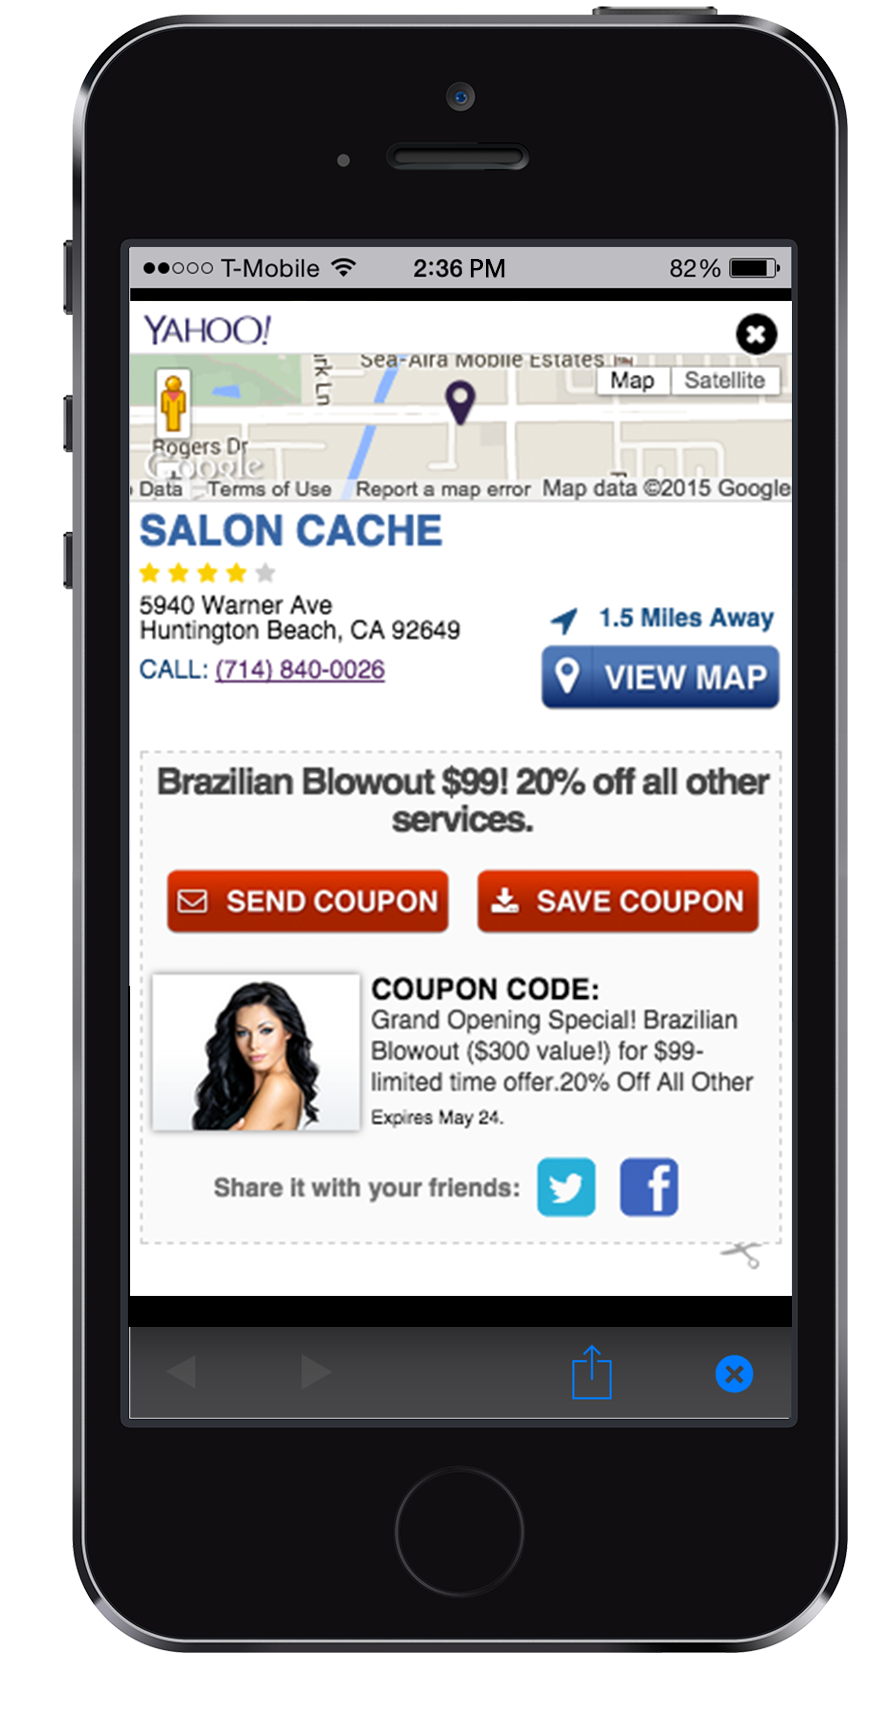 T-Mobile 2:36 PM 82%
YAHOO!
Sea-Aira Mobile Estates
rk Ln
Map Satellite
Rogers Dr
Google
Data Terms of Use Report a map error Map data ©2015 Google
SALON CACHE
5940 Warner Ave
Huntington Beach, CA 92649
1.5 Miles Away
CALL: (714) 840-0026
VIEW MAP
Brazilian Blowout $99! 20% off all other
services.
SEND COUPON SAVE COUPON
COUPON CODE:
Grand Opening Special! Brazilian
Blowout ($300 value!) for $99-
limited time offer.20% Off All Other
Expires May 24.
Share it with your friends:
f